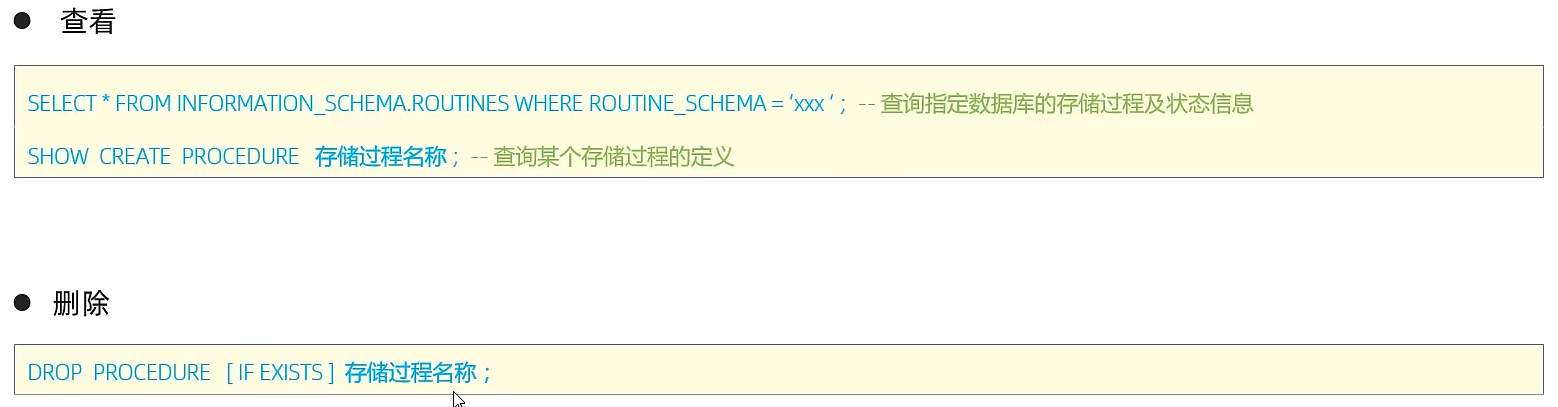 ● 查看
SELECT * FROM INFORMATION_SCHEMA.ROUTINES WHERE ROUTINE_SCHEMA = ‘xxx ‘ ; -- 查询指定数据库的存储过程及状态信息
SHOW CREATE PROCEDURE 存储过程名称 ; -- 查询某个存储过程的定义
● 删除
DROP PROCEDURE [ IF EXISTS ] 存储过程名称 ；